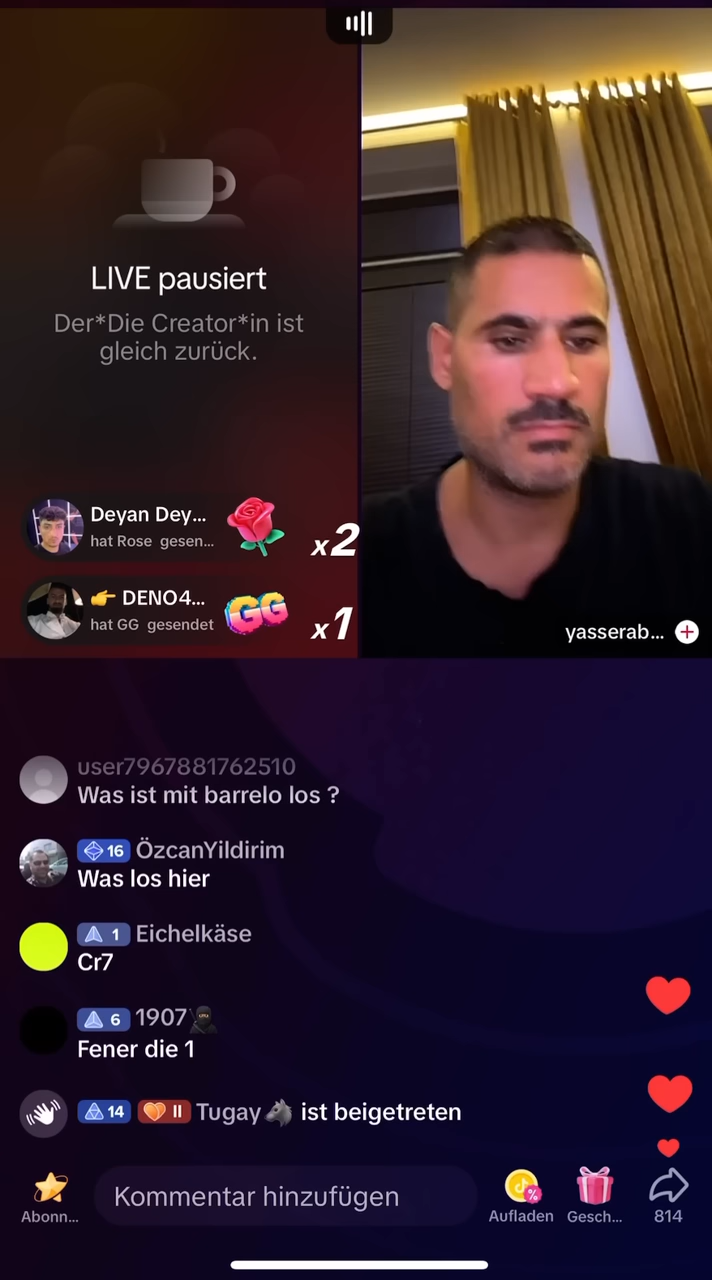 LIVE pausiert
Der*Die Creator*in ist
gleich zurück.
Deyan Dey...
hat Rose gesen...
x2
👉 DENO4...
hat GG gesendet
GG
x1
yasserab...
user7967881762510
Was ist mit barrelo los ?
16 ÖzcanYildirim
Was los hier
1 Eichelkäse
Cr7
6 1907🥷
Fener die 1
14 II Tugay🐺 ist beigetreten
Abonn...
Kommentar hinzufügen
Aufladen
Gesch...
814